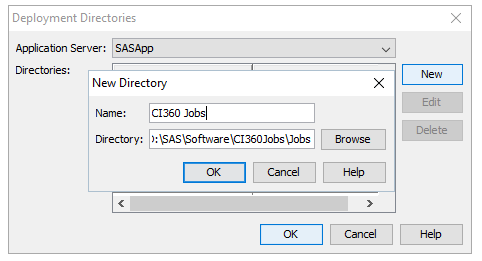 Deployment Directories
Application Server: SASApp
Directories:
New
Edit
Delete
New Directory
Name: CI360 Jobs
Directory: :\SAS\Software\CI360Jobs\Jobs Browse
OK Cancel Help
OK Cancel Help